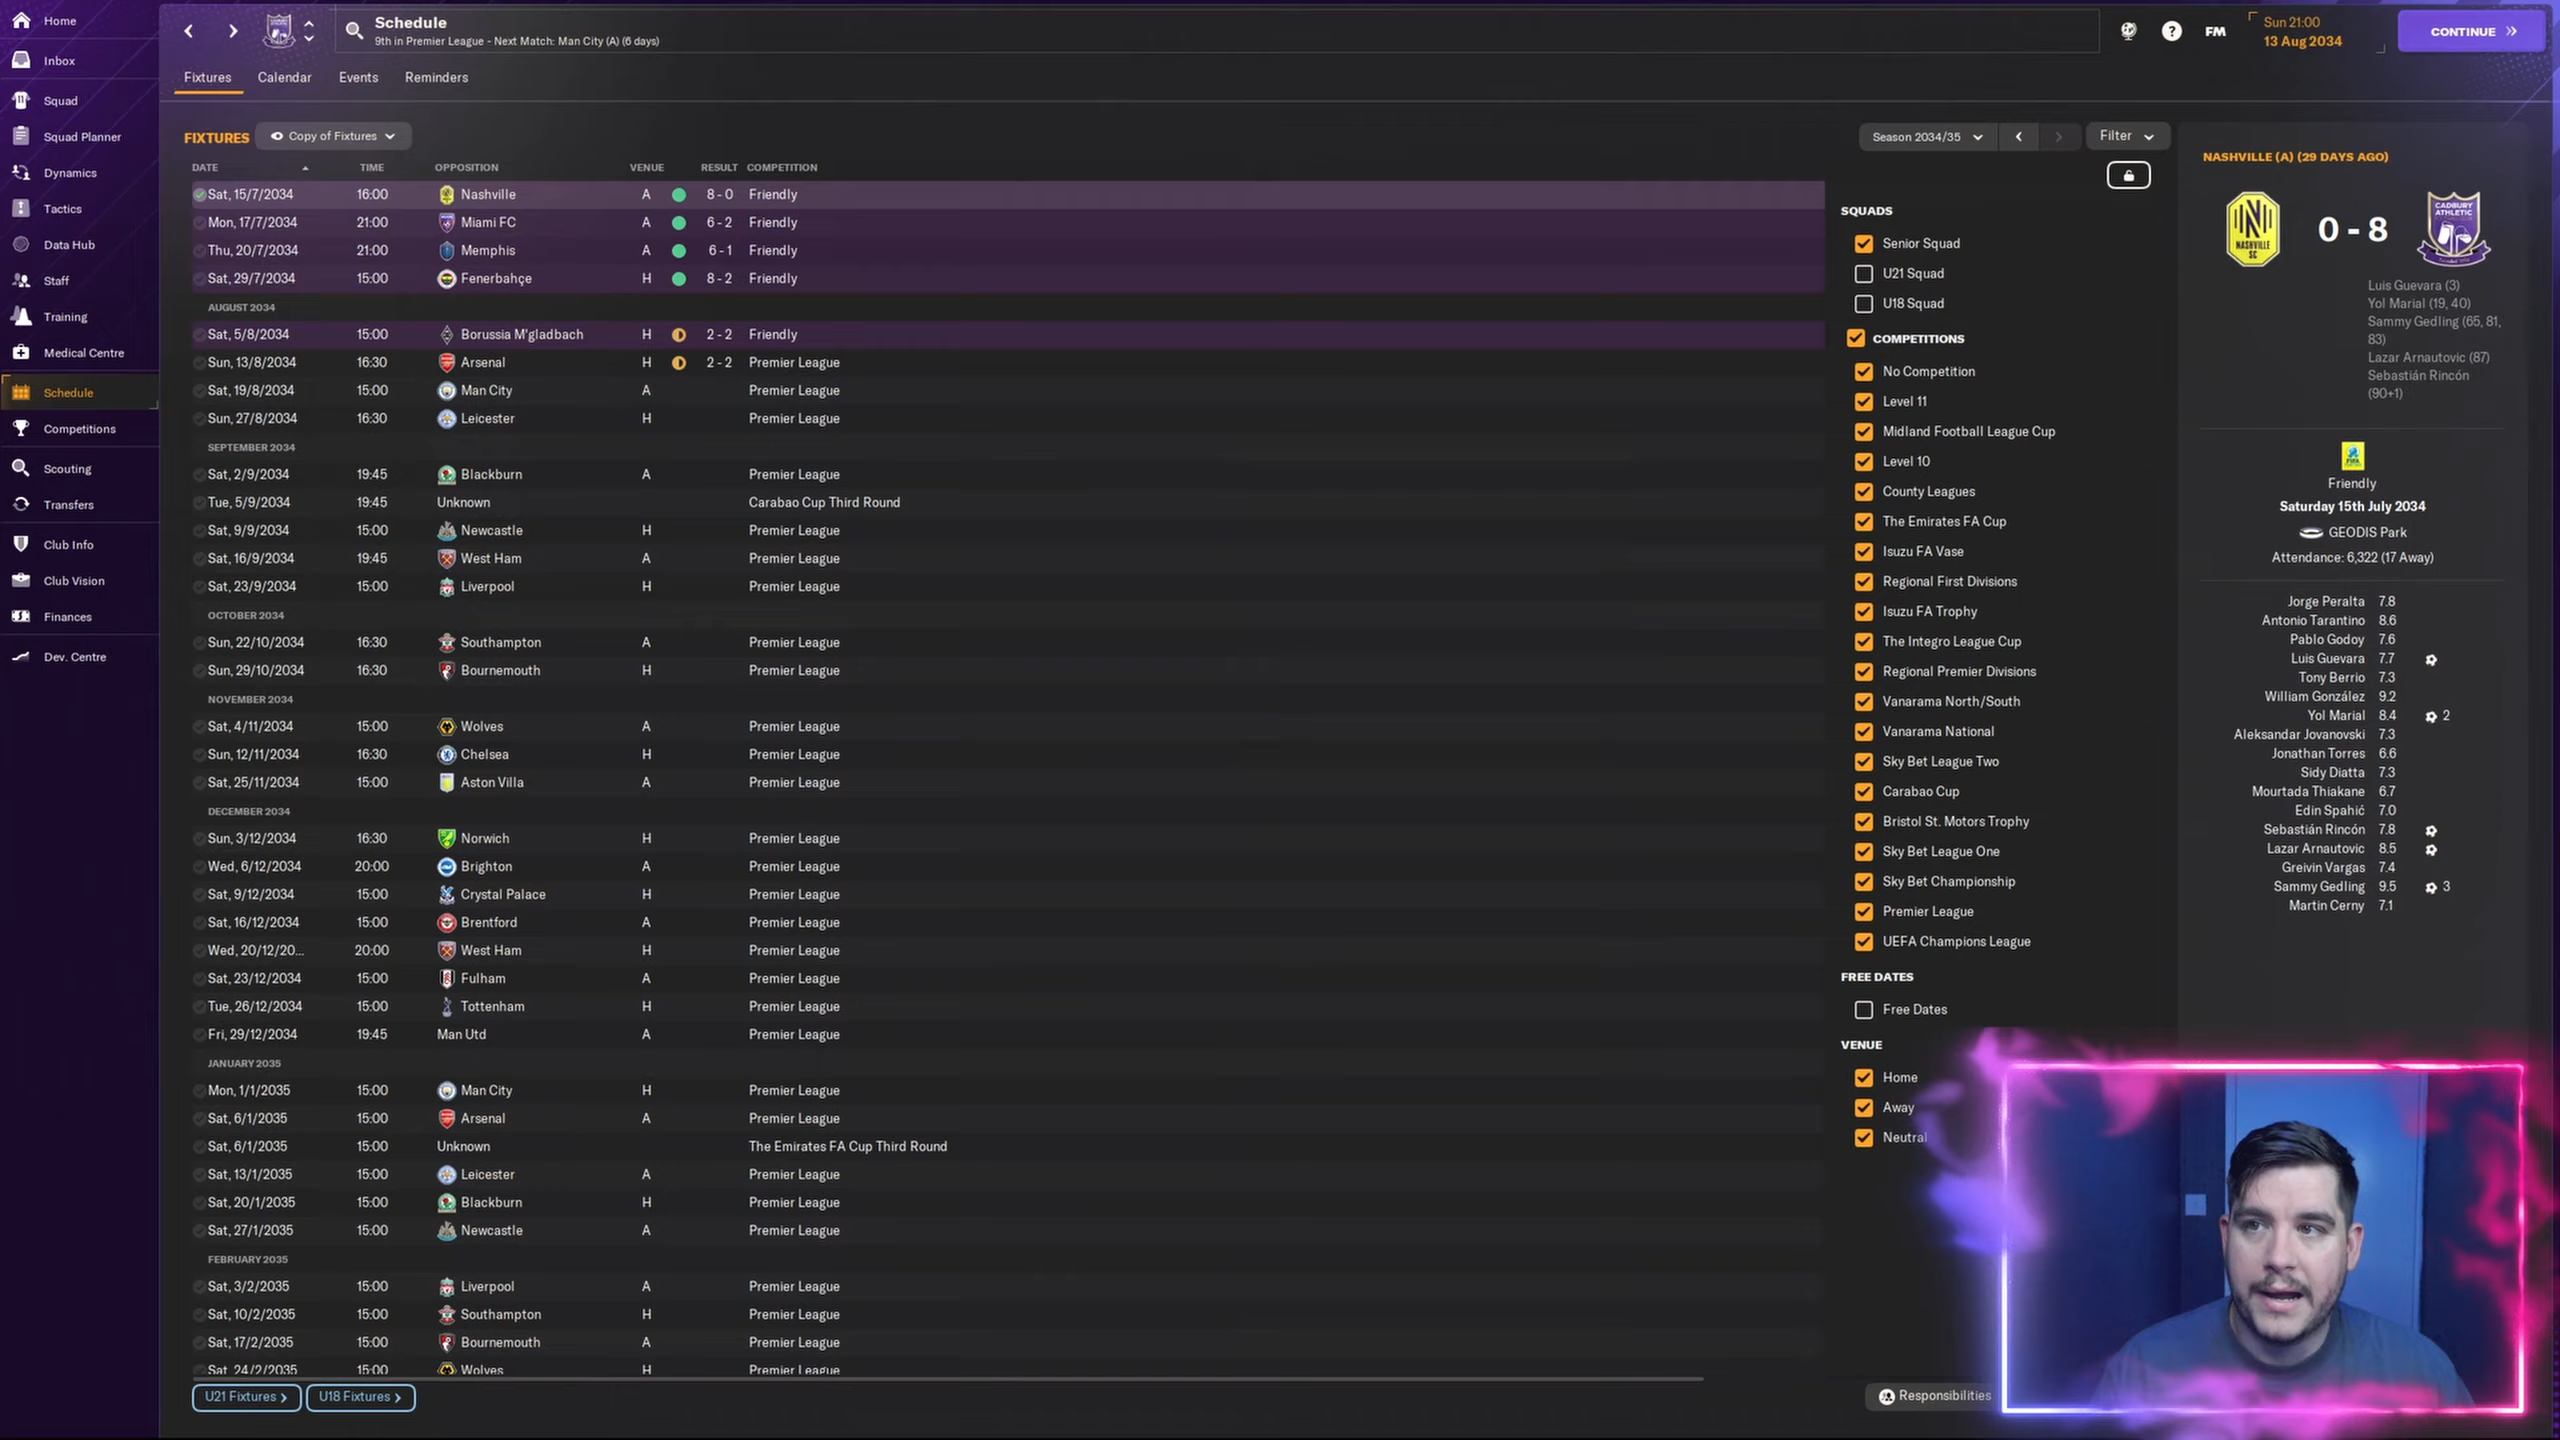 Home
Inbox
Squad
Squad Planner
Dynamics
Tactics
Data Hub
Staff
Training
Medical Centre
Schedule
Competitions
Scouting
Transfers
Club Info
Club Vision
Finances
Dev. Centre
Schedule
9th in Premier League - Next Match: Man City (A) (6 days)
FM
Sun 21:00
13 Aug 2034
CONTINUE
Fixtures Calendar Events Reminders
FIXTURES Copy of Fixtures
Season 2034/35 Filter
DATE TIME OPPOSITION VENUE RESULT COMPETITION
Sat, 15/7/2034 16:00 Nashville A 8 - 0 Friendly
Mon, 17/7/2034 21:00 Miami FC A 6 - 2 Friendly
Thu, 20/7/2034 21:00 Memphis A 6 - 1 Friendly
Sat, 29/7/2034 15:00 Fenerbahçe H 8 - 2 Friendly
AUGUST 2034
Sat, 5/8/2034 15:00 Borussia M'gladbach H 2 - 2 Friendly
Sun, 13/8/2034 16:30 Arsenal H 2 - 2 Premier League
Sat, 19/8/2034 15:00 Man City A Premier League
Sun, 27/8/2034 16:30 Leicester H Premier League
SEPTEMBER 2034
Sat, 2/9/2034 19:45 Blackburn A Premier League
Tue, 5/9/2034 19:45 Unknown Carabao Cup Third Round
Sat, 9/9/2034 15:00 Newcastle H Premier League
Sat, 16/9/2034 19:45 West Ham A Premier League
Sat, 23/9/2034 15:00 Liverpool H Premier League
OCTOBER 2034
Sun, 22/10/2034 16:30 Southampton A Premier League
Sun, 29/10/2034 16:30 Bournemouth H Premier League
NOVEMBER 2034
Sat, 4/11/2034 15:00 Wolves A Premier League
Sun, 12/11/2034 16:30 Chelsea H Premier League
Sat, 25/11/2034 15:00 Aston Villa A Premier League
DECEMBER 2034
Sun, 3/12/2034 16:30 Norwich H Premier League
Wed, 6/12/2034 20:00 Brighton A Premier League
Sat, 9/12/2034 15:00 Crystal Palace H Premier League
Sat, 16/12/2034 15:00 Brentford A Premier League
Wed, 20/12/20... 20:00 West Ham H Premier League
Sat, 23/12/2034 15:00 Fulham A Premier League
Tue, 26/12/2034 15:00 Tottenham H Premier League
Fri, 29/12/2034 19:45 Man Utd A Premier League
JANUARY 2035
Mon, 1/1/2035 15:00 Man City H Premier League
Sat, 6/1/2035 15:00 Arsenal A Premier League
Sat, 6/1/2035 15:00 Unknown The Emirates FA Cup Third Round
Sat, 13/1/2035 15:00 Leicester A Premier League
Sat, 20/1/2035 15:00 Blackburn H Premier League
Sat, 27/1/2035 15:00 Newcastle A Premier League
FEBRUARY 2035
Sat, 3/2/2035 15:00 Liverpool A Premier League
Sat, 10/2/2035 15:00 Southampton H Premier League
Sat, 17/2/2035 15:00 Bournemouth A Premier League
Sat, 24/2/2035 15:00 Wolves H Premier League
U21 Fixtures U18 Fixtures
SQUADS
Senior Squad
U21 Squad
U18 Squad
COMPETITIONS
No Competition
Level 11
Midland Football League Cup
Level 10
County Leagues
The Emirates FA Cup
Isuzu FA Vase
Regional First Divisions
Isuzu FA Trophy
The Integro League Cup
Regional Premier Divisions
Vanarama North/South
Vanarama National
Sky Bet League Two
Carabao Cup
Bristol St. Motors Trophy
Sky Bet League One
Sky Bet Championship
Premier League
UEFA Champions League
FREE DATES
Free Dates
VENUE
Home
Away
Neutral
Responsibilities
NASHVILLE (A) (29 DAYS AGO)
NASHVILLE SC
0 - 8
CADBURY ATHLETIC
Luis Guevara (3)
Yol Marial (19, 40)
Sammy Gedling (65, 81,
83)
Lazar Arnautovic (87)
Sebastián Rincón
(90+1)
Friendly
Saturday 15th July 2034
GEODIS Park
Attendance: 6,322 (17 Away)
Jorge Peralta 7.8
Antonio Tarantino 8.6
Pablo Godoy 7.6
Luis Guevara 7.7
Tony Berrio 7.3
William González 9.2
Yol Marial 8.4 2
Aleksandar Jovanovski 7.3
Jonathan Torres 6.6
Sidy Diatta 7.3
Mourtada Thiakane 6.7
Edin Spahić 7.0
Sebastián Rincón 7.8
Lazar Arnautovic 8.5
Greivin Vargas 7.4
Sammy Gedling 9.5 3
Martin Cerny 7.1